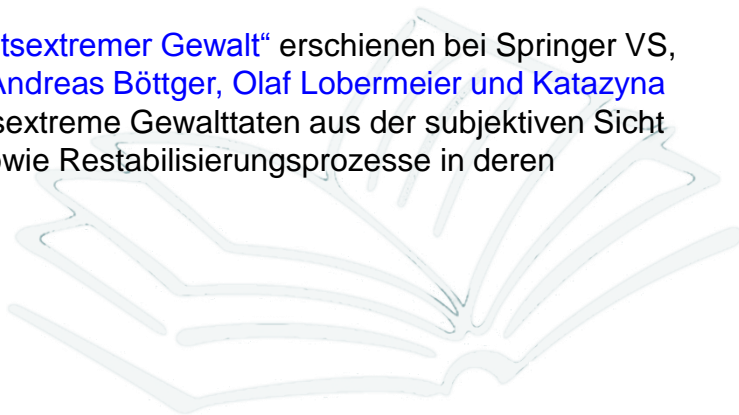 tsextremer Gewalt“ erschienen bei Springer VS,
Andreas Böttger, Olaf Lobermeier und Katazyna
sextreme Gewalttaten aus der subjektiven Sicht
owie Restabilisierungsprozesse in deren